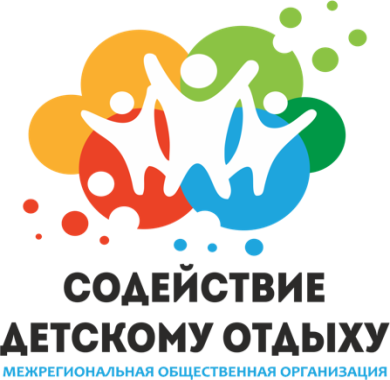 СОДЕЙСТВИЕ
ДЕТСКОМУ ОТДЫХУ
МЕЖРЕГИОНАЛЬНАЯ ОБЩЕСТВЕННАЯ ОРГАНИЗАЦИЯ